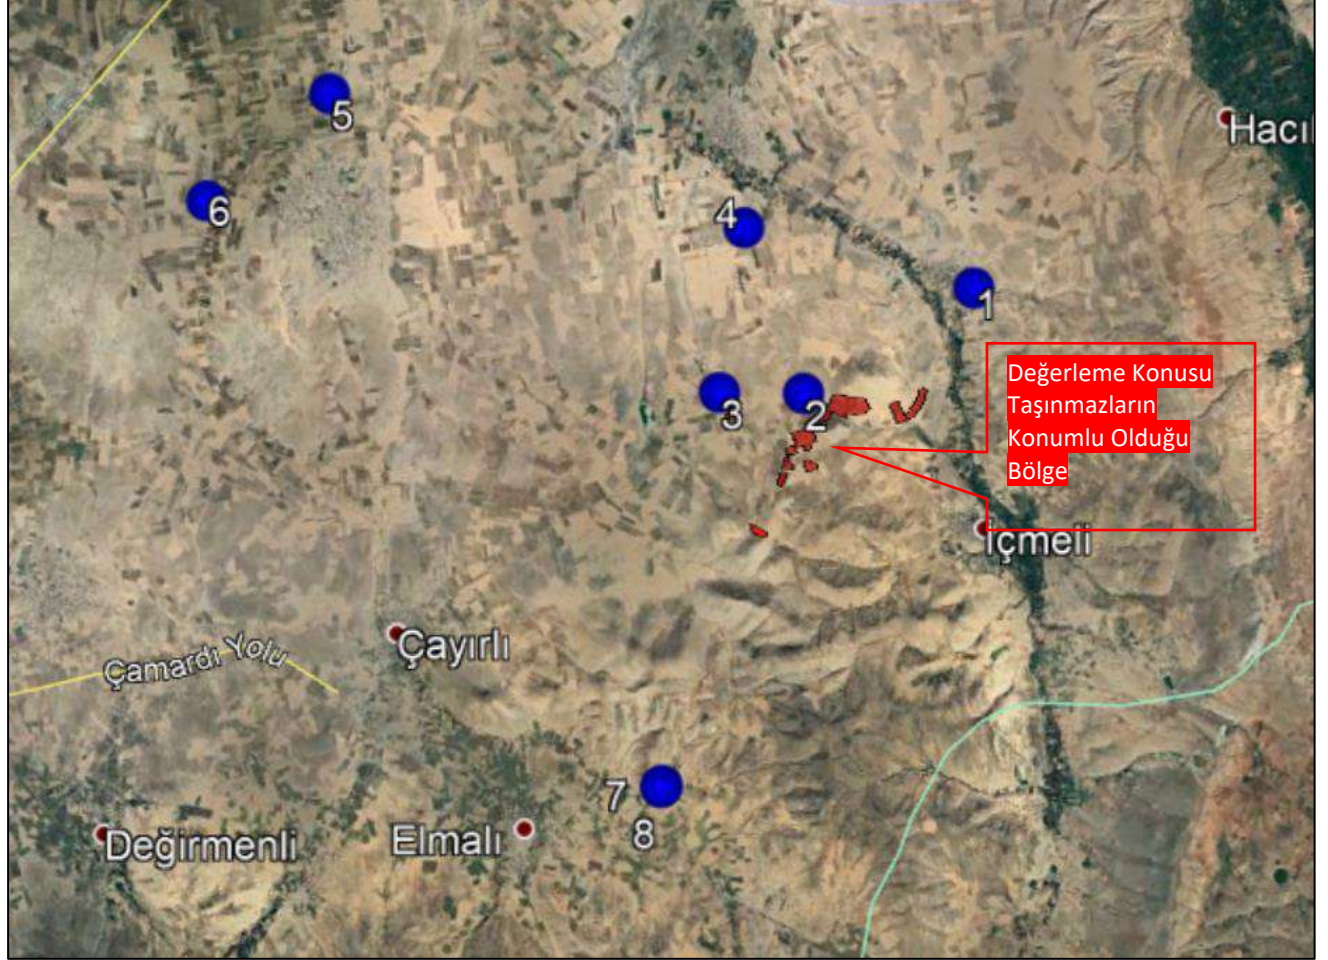 5
Hacıl
6
4
1
Değerleme Konusu
Taşınmazların
Konumlu Olduğu
Bölge
3
2
İçmeli
Çayırlı
Çamardı Yolu
7
8
Elmalı
Değirmenli